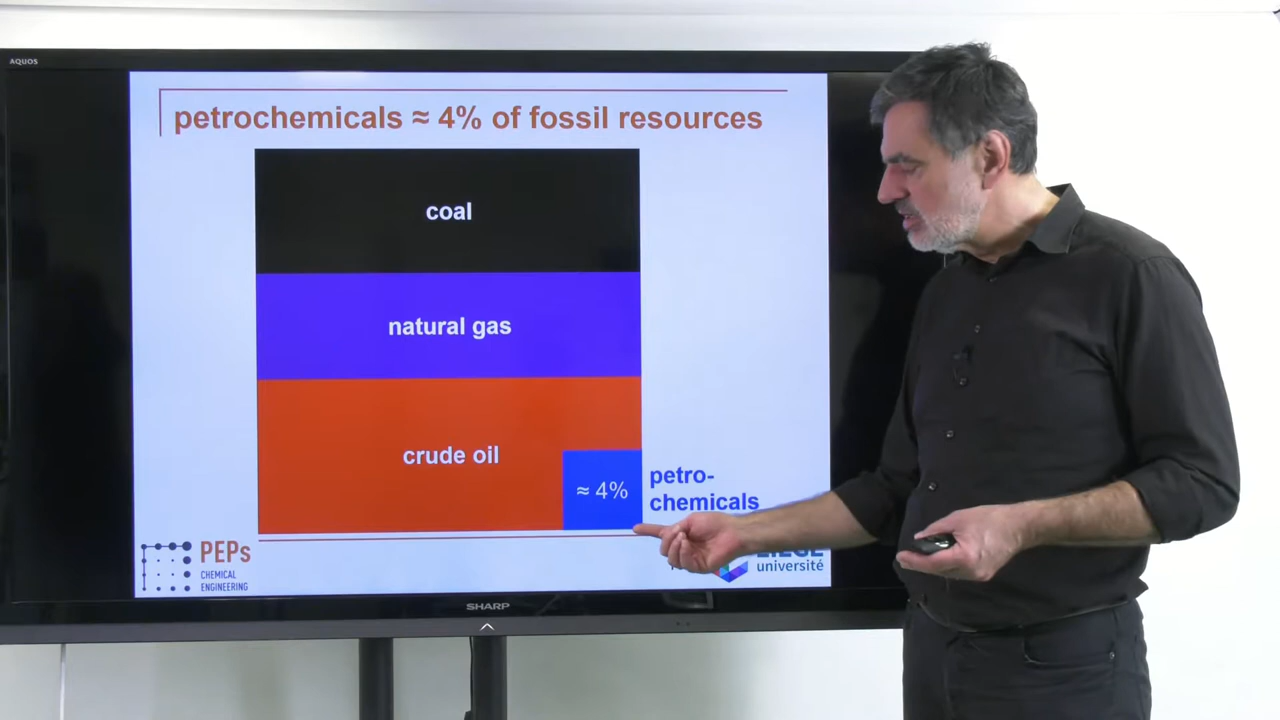 AQUOS
petrochemicals ≈ 4% of fossil resources
coal
natural gas
crude oil
≈ 4%
petro-
chemicals
PEPs
CHEMICAL
ENGINEERING
LIÈGE
université
SHARP